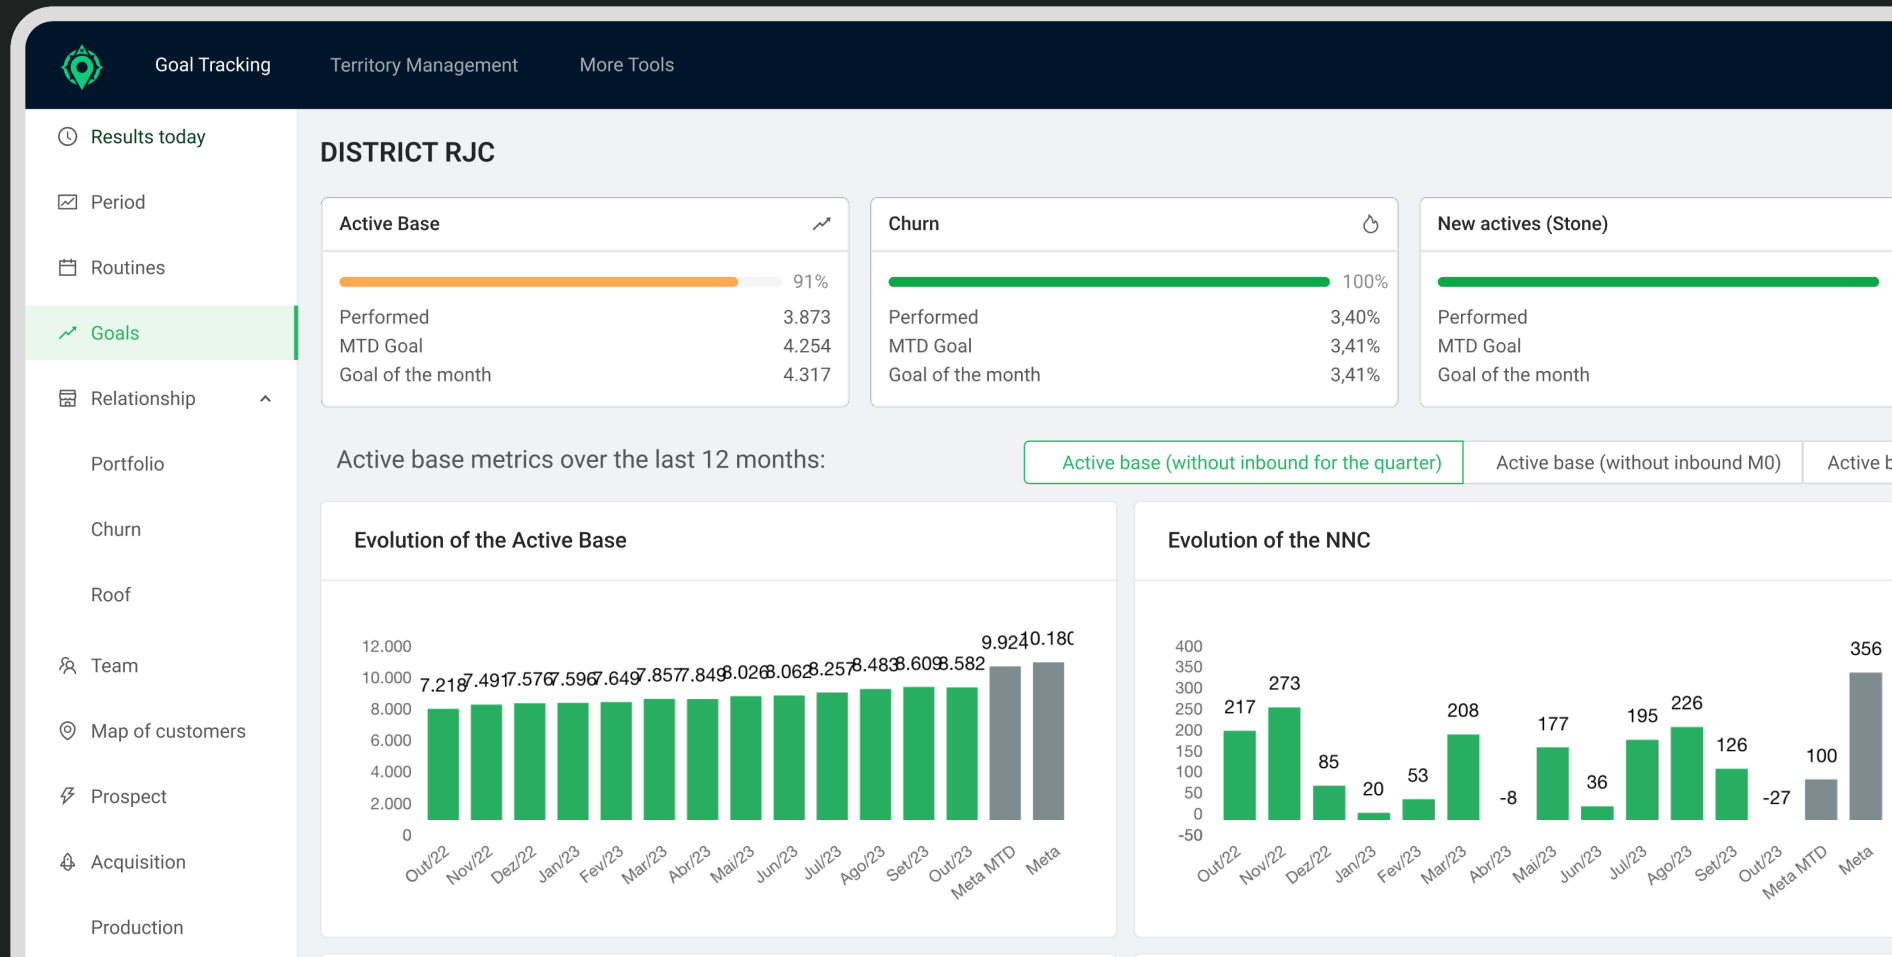 Goal Tracking
Territory Management
More Tools
Results today
Period
Routines
Goals
Relationship
Portfolio
Churn
Roof
Team
Map of customers
Prospect
Acquisition
Production
DISTRICT RJC
Active Base
91%
Performed 3.873
MTD Goal 4.254
Goal of the month 4.317
Churn
100%
Performed 3,40%
MTD Goal 3,41%
Goal of the month 3,41%
New actives (Stone)
Performed
MTD Goal
Goal of the month
Active base metrics over the last 12 months:
Active base (without inbound for the quarter)
Active base (without inbound M0)
Active
Evolution of the Active Base
12.000
10.000
8.000
6.000
4.000
2.000
0
7.218 7.491 7.576 7.596 7.649 7.857 7.849 8.026 8.062 8.257 8.483 8.609 8.582 9.924 10.180
Out/22 Nov/22 Dez/22 Jan/23 Fev/23 Mar/23 Abr/23 Mai/23 Jun/23 Jul/23 Ago/23 Set/23 Out/23 Meta MTD Meta
Evolution of the NNC
400
350
300
250
200
150
100
50
0
-50
217 273 85 20 53 208 -8 177 36 195 226 126 -27 100 356
Out/22 Nov/22 Dez/22 Jan/23 Fev/23 Mar/23 Abr/23 Mai/23 Jun/23 Jul/23 Ago/23 Set/23 Out/23 Meta MTD Meta